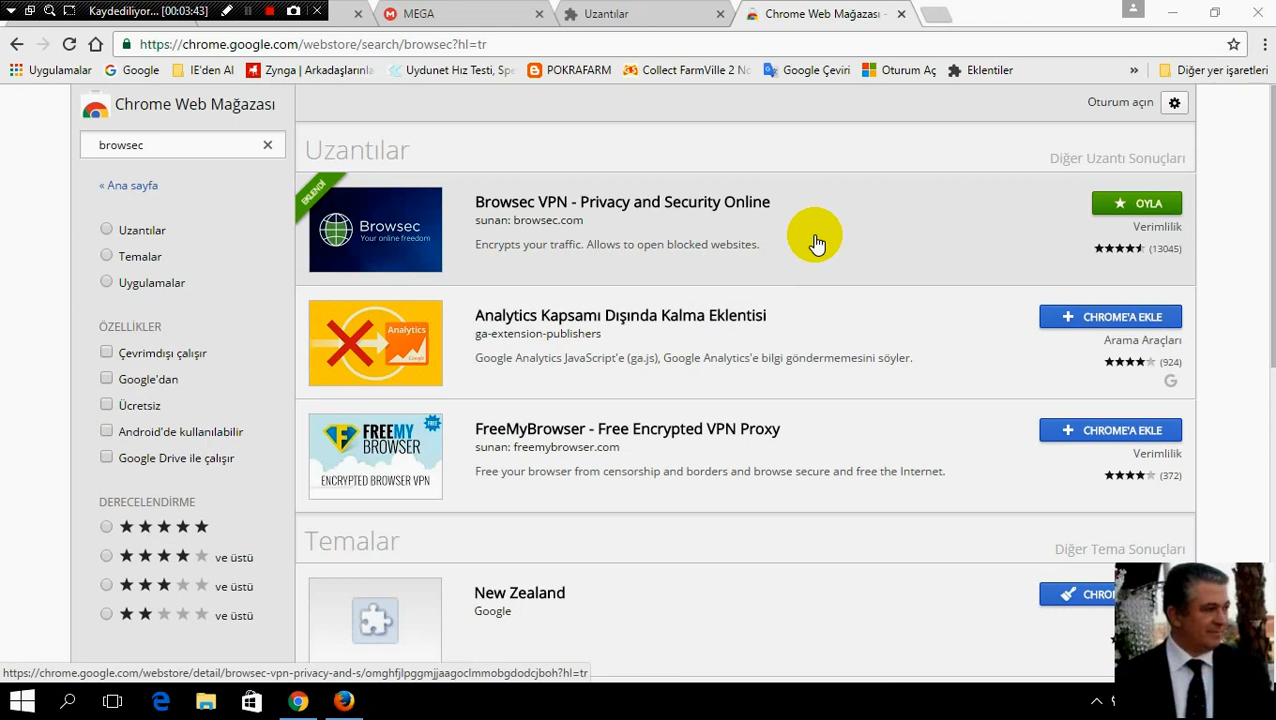 Kaydediliyor... (00:03:43)
MEGA
Uzantılar
Chrome Web Mağazası -
https://chrome.google.com/webstore/search/browsec?hl=tr
Uygulamalar Google IE'den Al Zynga | Arkadaşlarınla Uydunet Hız Testi, Spe POKRAFARM Collect FarmVille 2 Oturum Aç Google Çeviri Eklentiler » Diğer yer işaretleri
Chrome Web Mağazası
Oturum açın
browsec
« Ana sayfa
Uzantılar
Temalar
Uygulamalar
ÖZELLİKLER
Çevrimdışı çalışır
Google'dan
Ücretsiz
Android'de kullanılabilir
Google Drive ile çalışır
DERECELENDİRME
ve üstü
ve üstü
ve üstü
Uzantılar
Diğer Uzantı Sonuçları
EKLENDİ
Browsec
Your online freedom
Browsec VPN - Privacy and Security Online
sunan: browsec.com
Encrypts your traffic. Allows to open blocked websites.
OYLA
Verimlilik
(13045)
Analytics
Google
Analytics Kapsamı Dışında Kalma Eklentisi
ga-extension-publishers
Google Analytics JavaScript'e (ga.js), Google Analytics'e bilgi göndermemesini söyler.
CHROME'A EKLE
Arama Araçları
(924)
FREE
FREEMY
BROWSER
ENCRYPTED BROWSER VPN
FreeMyBrowser - Free Encrypted VPN Proxy
sunan: freemybrowser.com
Free your browser from censorship and borders and browse secure and free the Internet.
CHROME'A EKLE
Verimlilik
(372)
Temalar
Diğer Tema Sonuçları
New Zealand
Google
https://chrome.google.com/webstore/detail/browsec-vpn-privacy-and-s/omghfjlpggmjjaagoclmmobgdodcjboh?hl=tr